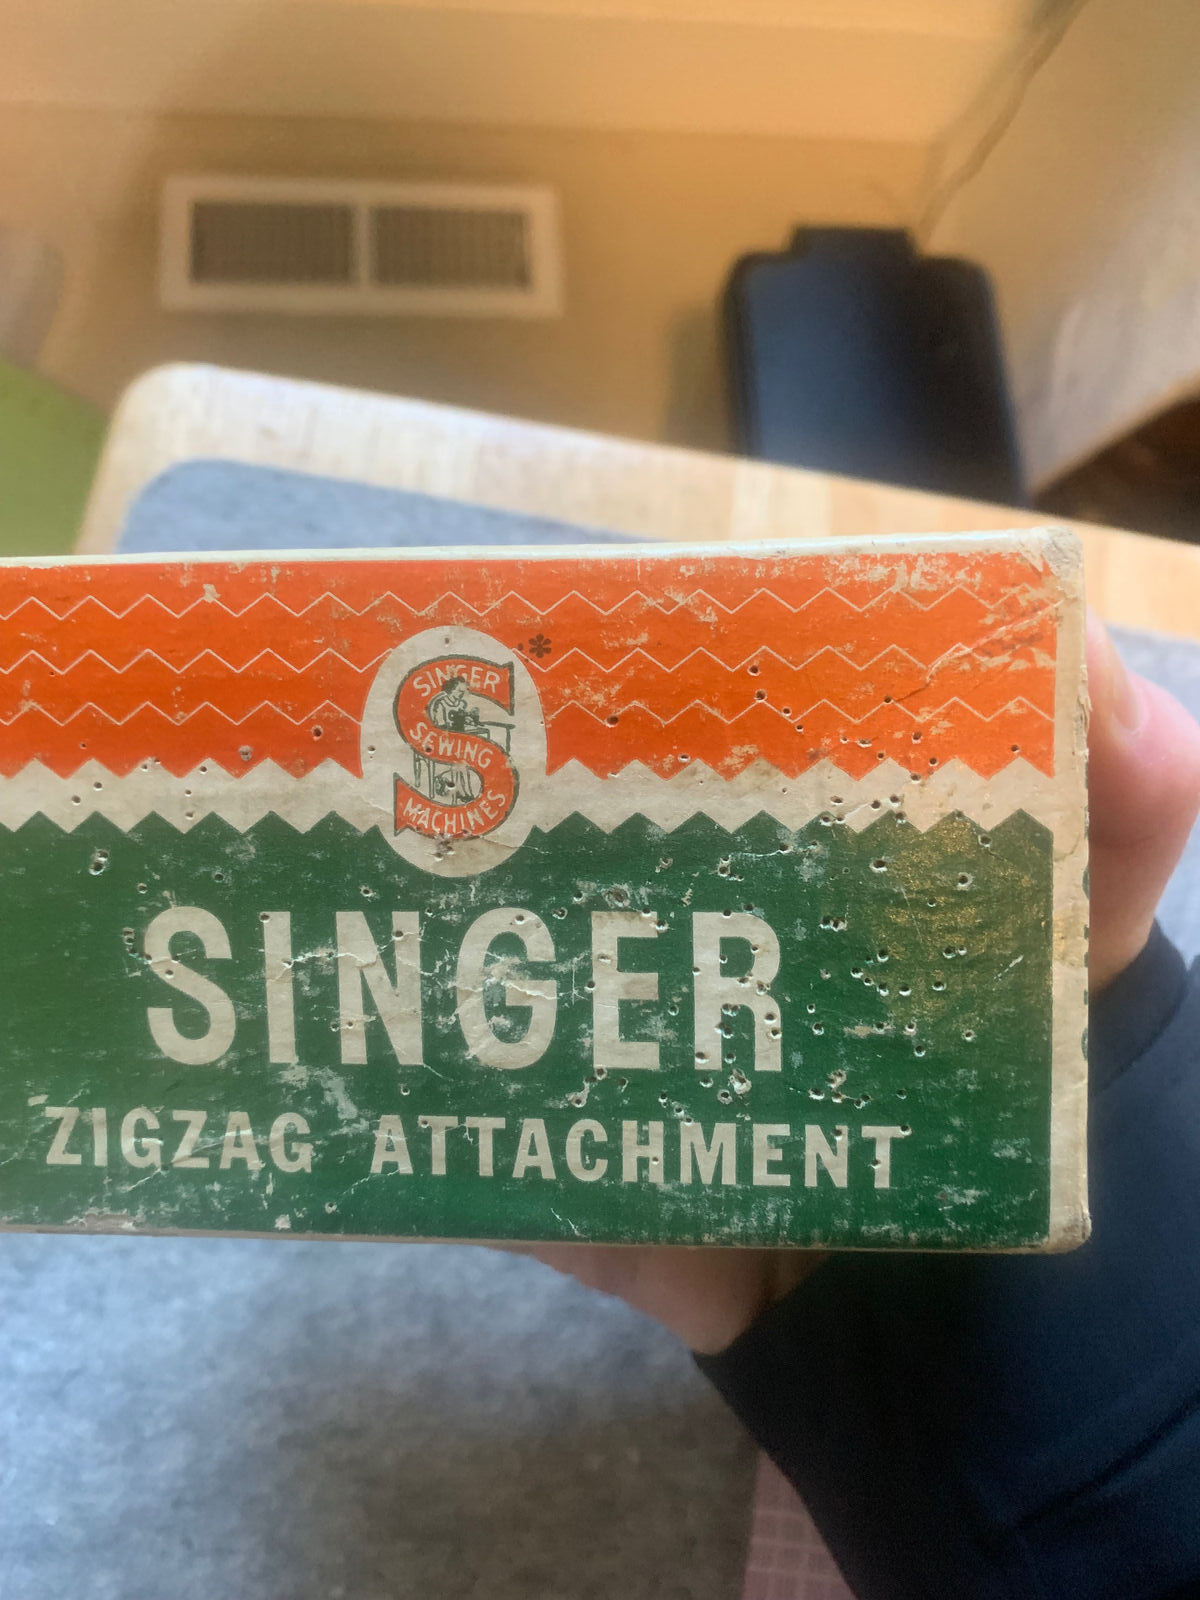 SINGER
SEWING
MACHINES
SINGER
ZIGZAG ATTACHMENT